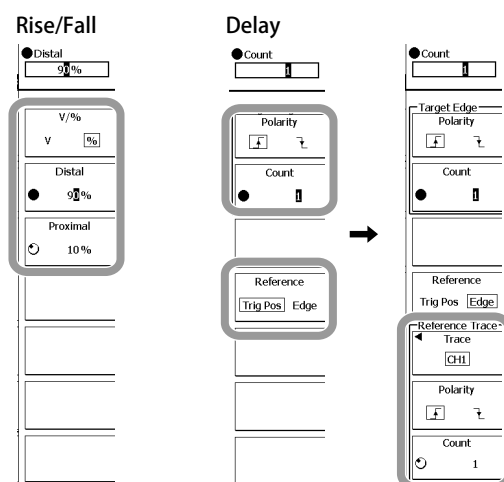 Rise/Fall
Distal
90%
V/%
V %
Distal
90%
Proximal
10%
Delay
Count
1
Polarity
Count
1
Reference
Trig Pos Edge
Count
1
Target Edge
Polarity
Count
1
Reference
Trig Pos Edge
Reference Trace
Trace
CH1
Polarity
Count
1